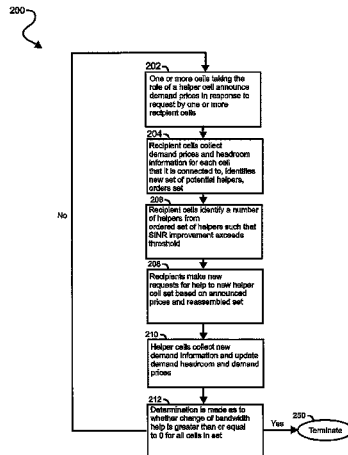 200
202
One or more cells taking the
role of a helper cell announce
demand prices in response to
request by one or more
recipient cells
204
Recipient cells collect
demand prices and headroom
information for each cell
that it is connected to, identifies
new set of potential helpers,
orders set
206
Recipient cells identify a number
of helpers from
ordered set of helpers such that
SINR improvement exceeds
threshold
208
Recipients make new
requests for help to new helper
cell set based on announced
prices and reassembled set
210
Helper cells collect new
demand information and update
demand headroom and demand
prices
212
Determination is made as to
whether change of bandwidth
help is greater than or equal
to 0 for all cells in set
No
Yes
250
Terminate